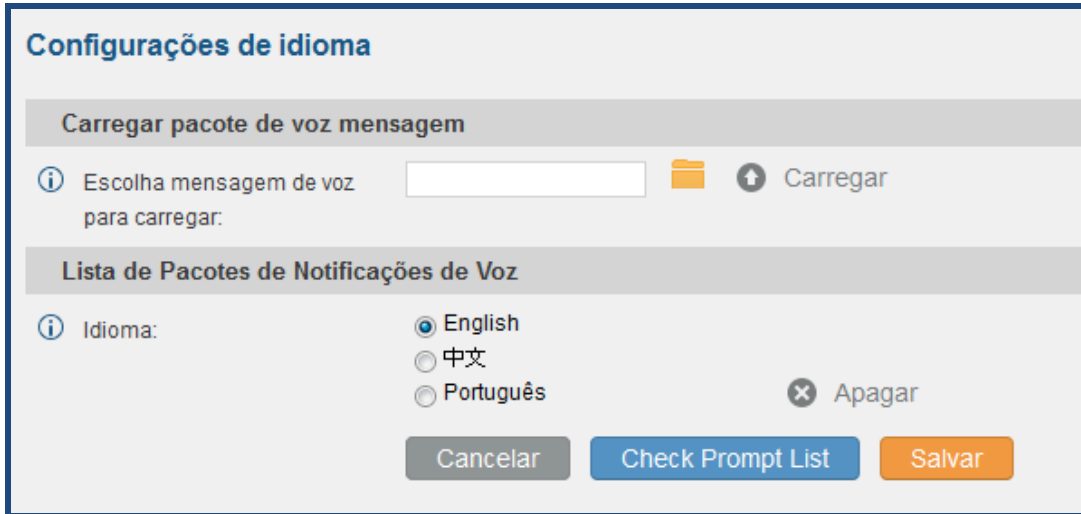 Configurações de idioma
Carregar pacote de voz mensagem
Escolha mensagem de voz para carregar:
Carregar
Lista de Pacotes de Notificações de Voz
Idioma:
English
中文
Português
Apagar
Cancelar
Check Prompt List
Salvar